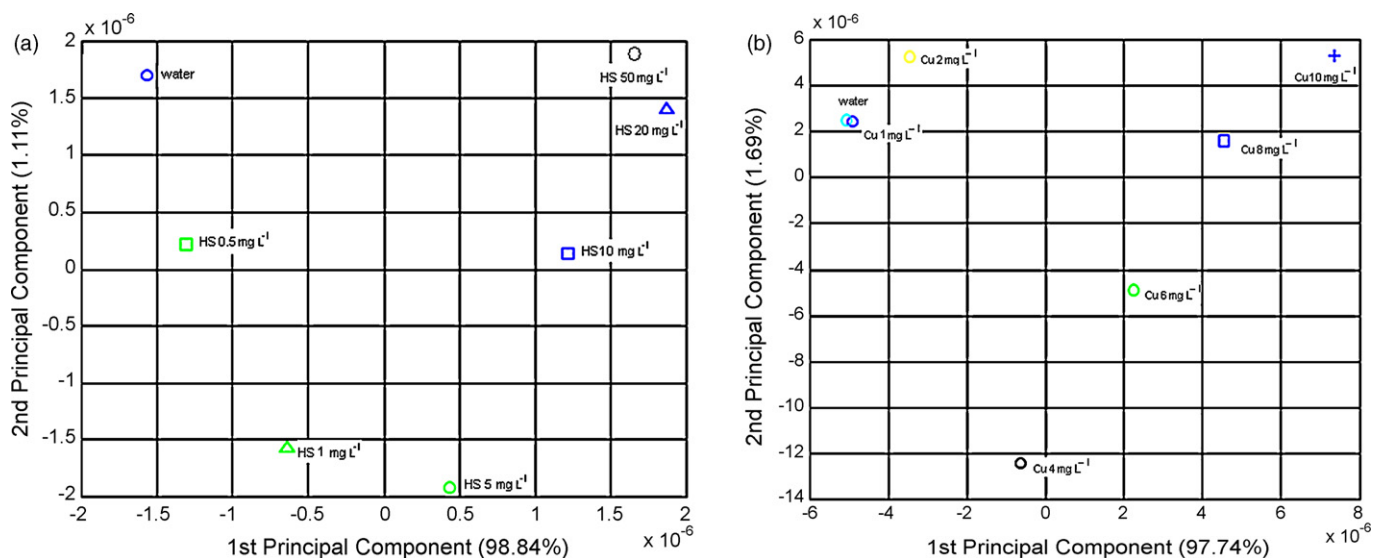 (a)
x 10⁻⁶
2
1.5
1
0.5
0
-0.5
-1
-1.5
-2
2nd Principal Component (1.11%)
water
HS 50 mg L⁻¹
HS 20 mg L⁻¹
HS 0.5 mg L⁻¹
HS10 mg L⁻¹
HS 1 mg L⁻¹
HS 5 mg L⁻¹
-2 -1.5 -1 -0.5 0 0.5 1 1.5 2
1st Principal Component (98.84%)
x 10⁻⁶
(b)
x 10⁻⁶
6
4
2
0
-2
-4
-6
-8
-10
-12
-14
2nd Principal Component (1.69%)
Cu 2 mg L⁻¹
Cu10 mg L⁻¹
water
Cu 1 mg L⁻¹
Cu 8 mg L⁻¹
Cu 6 mg L⁻¹
Cu 4 mg L⁻¹
-6 -4 -2 0 2 4 6 8
1st Principal Component (97.74%)
x 10⁻⁶